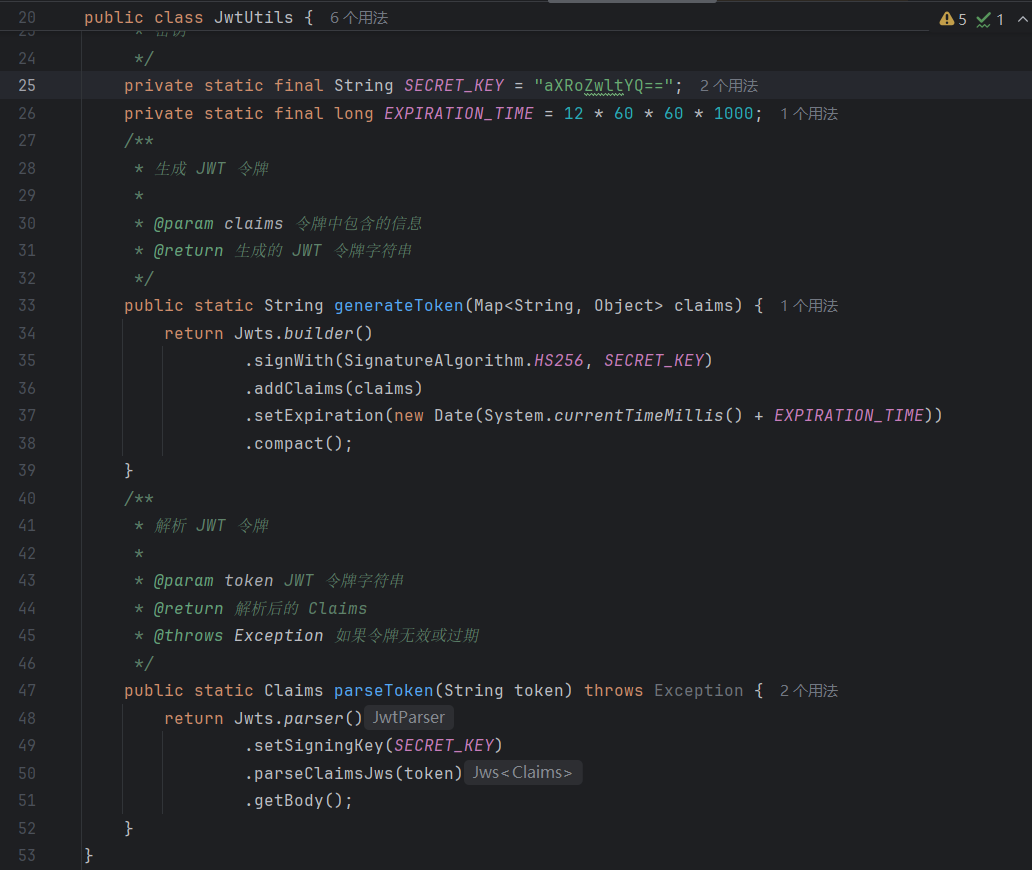 20 public class JwtUtils { 6 个用法
5 1
24 */
25 private static final String SECRET_KEY = "aXRoZWltYQ=="; 2 个用法
26 private static final long EXPIRATION_TIME = 12 * 60 * 60 * 1000; 1 个用法
27 /**
28 * 生成 JWT 令牌
29 *
30 * @param claims 令牌中包含的信息
31 * @return 生成的 JWT 令牌字符串
32 */
33 public static String generateToken(Map<String, Object> claims) { 1 个用法
34 return Jwts.builder()
35 .signWith(SignatureAlgorithm.HS256, SECRET_KEY)
36 .addClaims(claims)
37 .setExpiration(new Date(System.currentTimeMillis() + EXPIRATION_TIME))
38 .compact();
39 }
40 /**
41 * 解析 JWT 令牌
42 *
43 * @param token JWT 令牌字符串
44 * @return 解析后的 Claims
45 * @throws Exception 如果令牌无效或过期
46 */
47 public static Claims parseToken(String token) throws Exception { 2 个用法
48 return Jwts.parser() JwtParser
49 .setSigningKey(SECRET_KEY)
50 .parseClaimsJws(token) Jws<Claims>
51 .getBody();
52 }
53 }